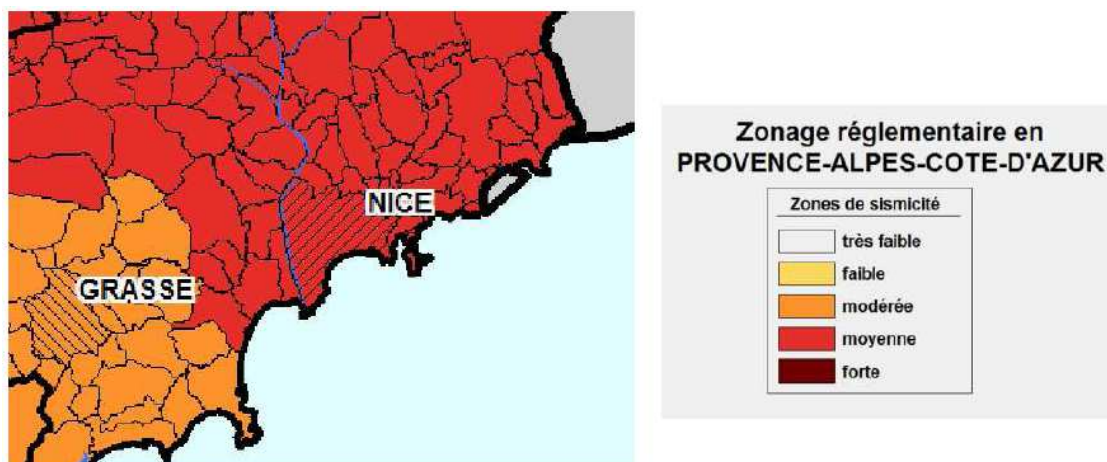 NICE
GRASSE
Zonage réglementaire en
PROVENCE-ALPES-COTE-D'AZUR
Zones de sismicité
très faible
faible
modérée
moyenne
forte